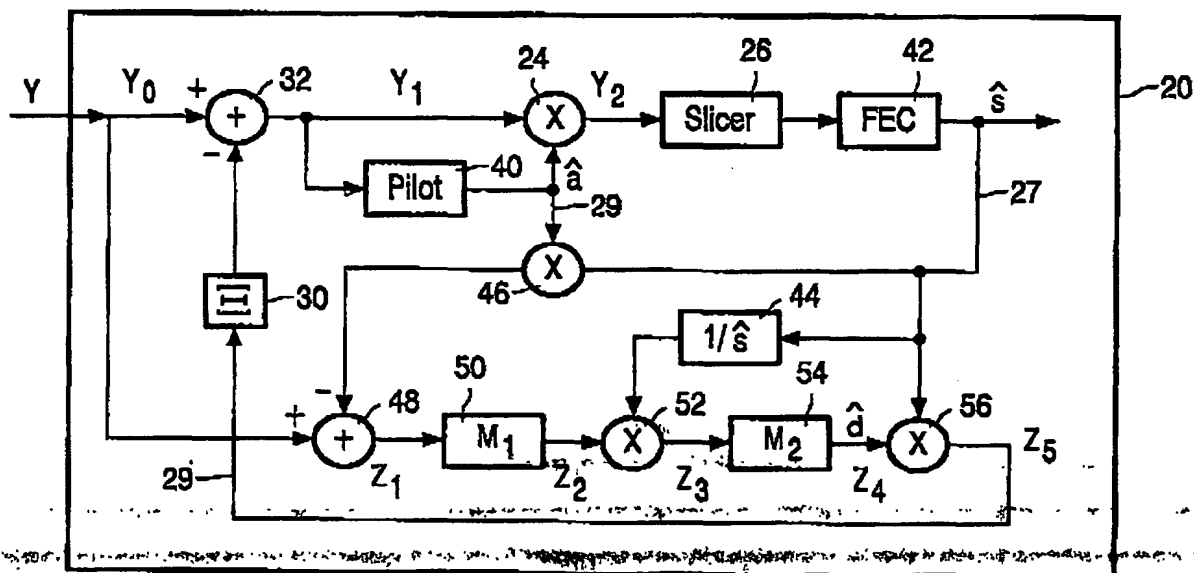 Y Y₀ + 32 Y₁ 24 Y₂ 26 42 ŝ 20
+ X Slicer FEC
− 40 â
Pilot 29 27
X
Ξ 30 46 44
1/ŝ
− 50 54
+ 48 52 d̂ 56
+ M₁ X M₂ X Z₅
29 Z₁ Z₂ Z₃ Z₄